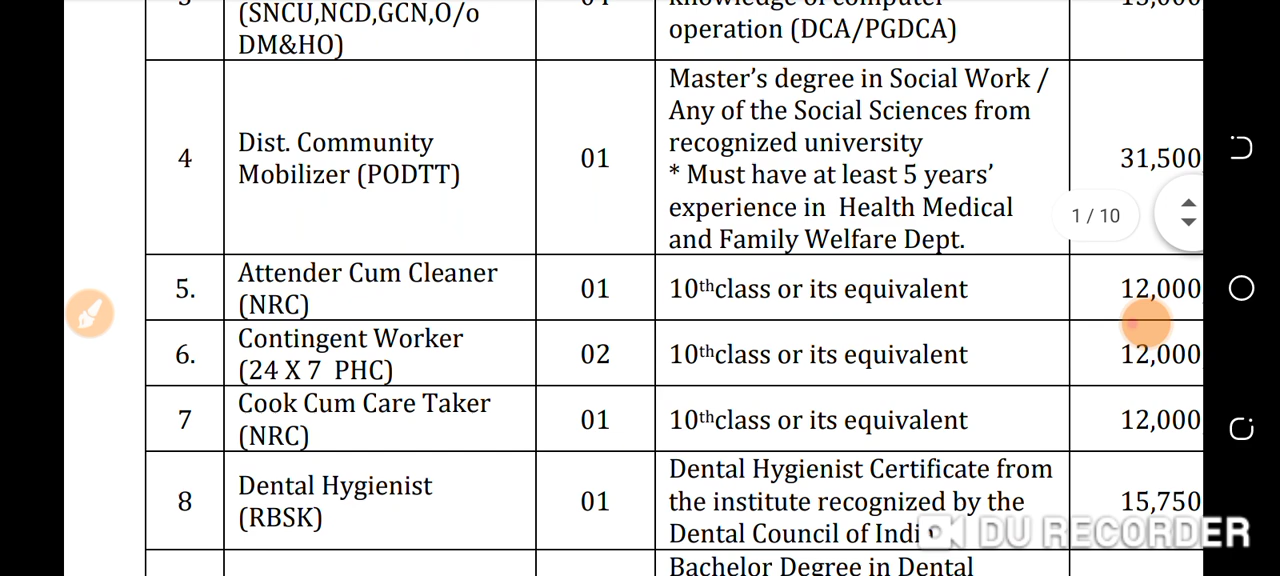 (SNCU,NCD,GCN,O/o
DM&HO)
operation (DCA/PGDCA)
4
Dist. Community
Mobilizer (PODTT)
01
Master's degree in Social Work /
Any of the Social Sciences from
recognized university
* Must have at least 5 years'
experience in Health Medical
and Family Welfare Dept.
31,500
1 / 10
5.
Attender Cum Cleaner
(NRC)
01
10thclass or its equivalent
12,000
6.
Contingent Worker
(24 X 7 PHC)
02
10thclass or its equivalent
12,000
7
Cook Cum Care Taker
(NRC)
01
10thclass or its equivalent
12,000
8
Dental Hygienist
(RBSK)
01
Dental Hygienist Certificate from
the institute recognized by the
Dental Council of
15,750
DU RECORDER
Bachelor Degree in Dental